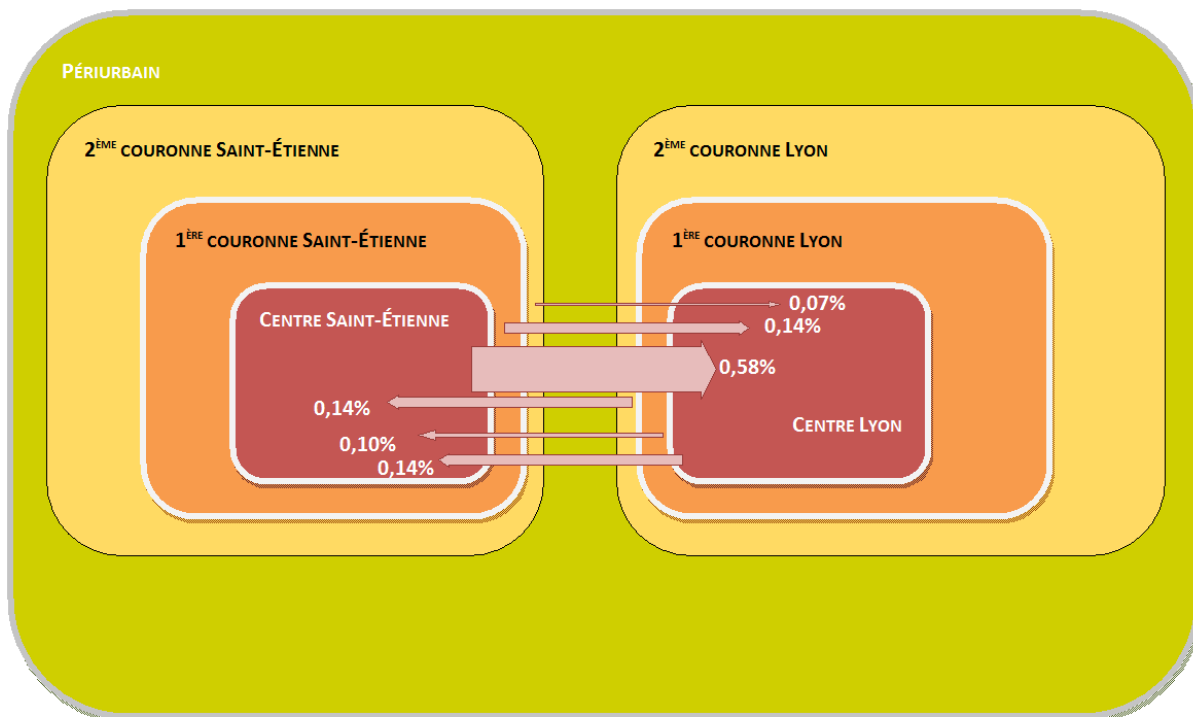 PÉRIURBAIN
2ÈME COURONNE SAINT-ÉTIENNE
2ÈME COURONNE LYON
1ÈRE COURONNE SAINT-ÉTIENNE
1ÈRE COURONNE LYON
CENTRE SAINT-ÉTIENNE
0,07%
0,14%
0,58%
0,14%
CENTRE LYON
0,10%
0,14%